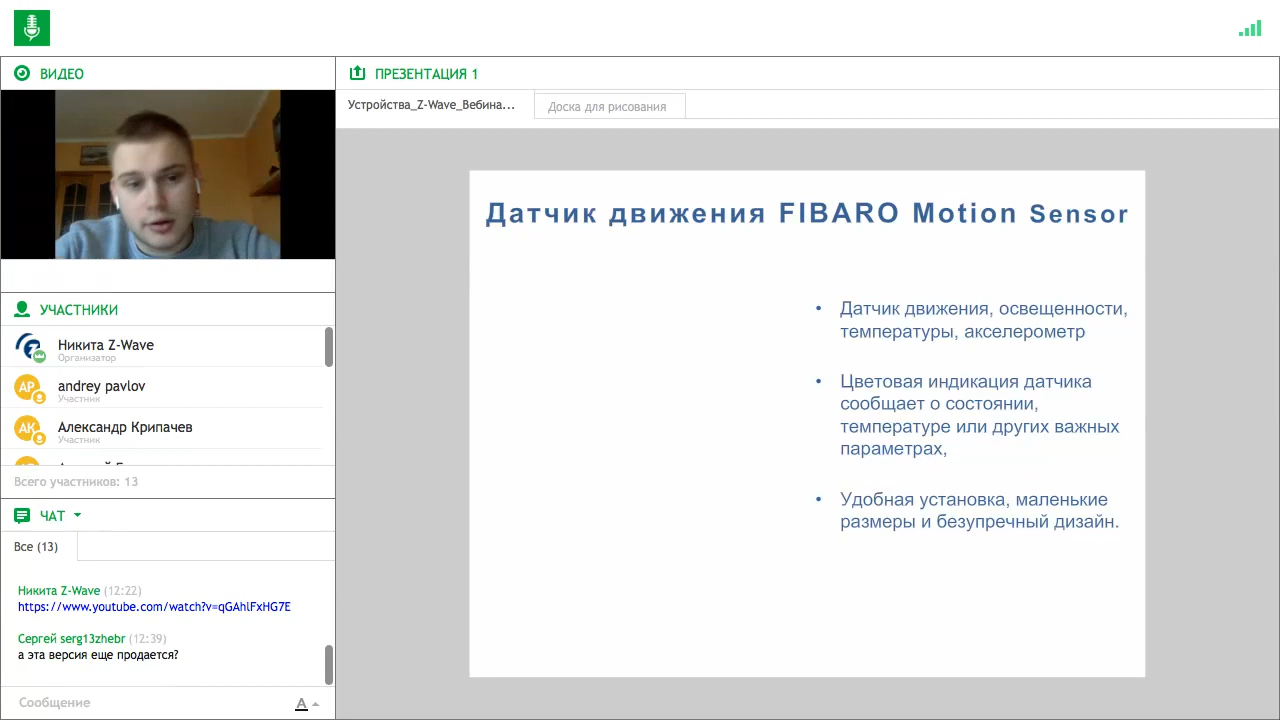 ВИДЕО
УЧАСТНИКИ
Никита Z-Wave
Организатор
AP
andrey pavlov
Участник
АК
Александр Крипачев
Участник
Всего участников: 13
ЧАТ
Все (13)
Никита Z-Wave (12:22)
https://www.youtube.com/watch?v=qGAhlFxHG7E
Сергей serg13zhebr (12:39)
а эта версия еще продается?
Сообщение
A
ПРЕЗЕНТАЦИЯ 1
Устройства_Z-Wave_Вебина...
Доска для рисования
Датчик движения FIBARO Motion Sensor
• Датчик движения, освещенности,
температуры, акселерометр
• Цветовая индикация датчика
сообщает о состоянии,
температуре или других важных
параметрах,
• Удобная установка, маленькие
размеры и безупречный дизайн.